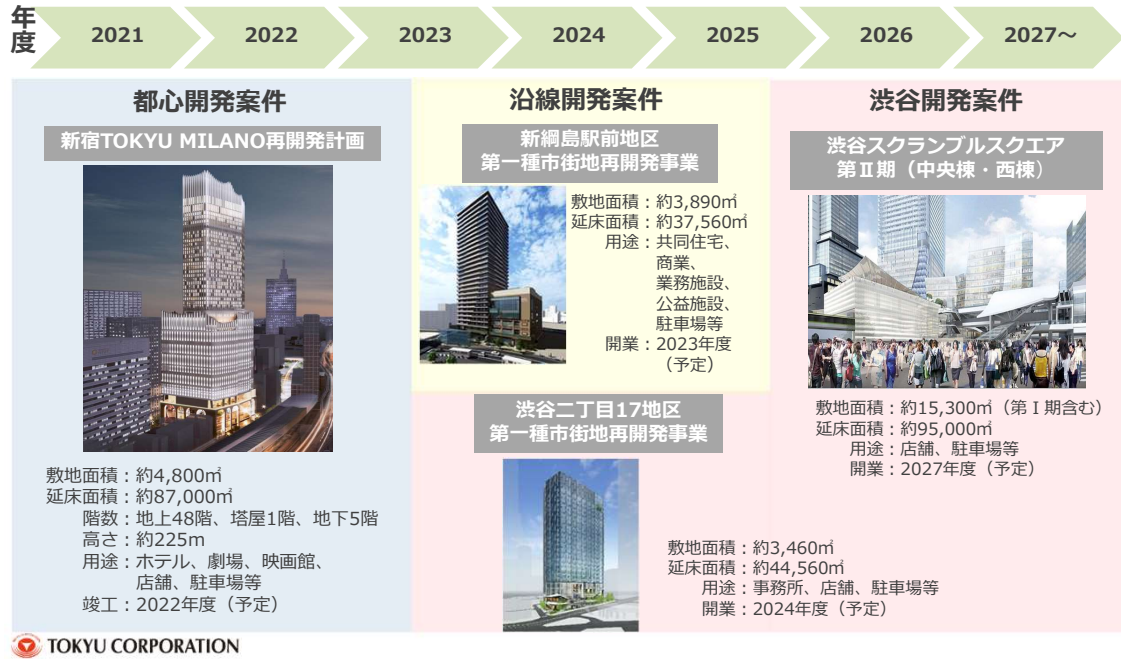 年度
2021
2022
2023
2024
2025
2026
2027～
都心開発案件
新宿TOKYU MILANO再開発計画
敷地面積：約4,800㎡
延床面積：約87,000㎡
階数：地上48階、塔屋1階、地下5階
高さ：約225m
用途：ホテル、劇場、映画館、
店舗、駐車場等
竣工：2022年度（予定）
沿線開発案件
新綱島駅前地区
第一種市街地再開発事業
敷地面積：約3,890㎡
延床面積：約37,560㎡
用途：共同住宅、
商業、
業務施設、
公益施設、
駐車場等
開業：2023年度
（予定）
渋谷二丁目17地区
第一種市街地再開発事業
敷地面積：約3,460㎡
延床面積：約44,560㎡
用途：事務所、店舗、駐車場等
開業：2024年度（予定）
渋谷開発案件
渋谷スクランブルスクエア
第Ⅱ期（中央棟・西棟）
敷地面積：約15,300㎡（第Ⅰ期含む）
延床面積：約95,000㎡
用途：店舗、駐車場等
開業：2027年度（予定）
TOKYU CORPORATION